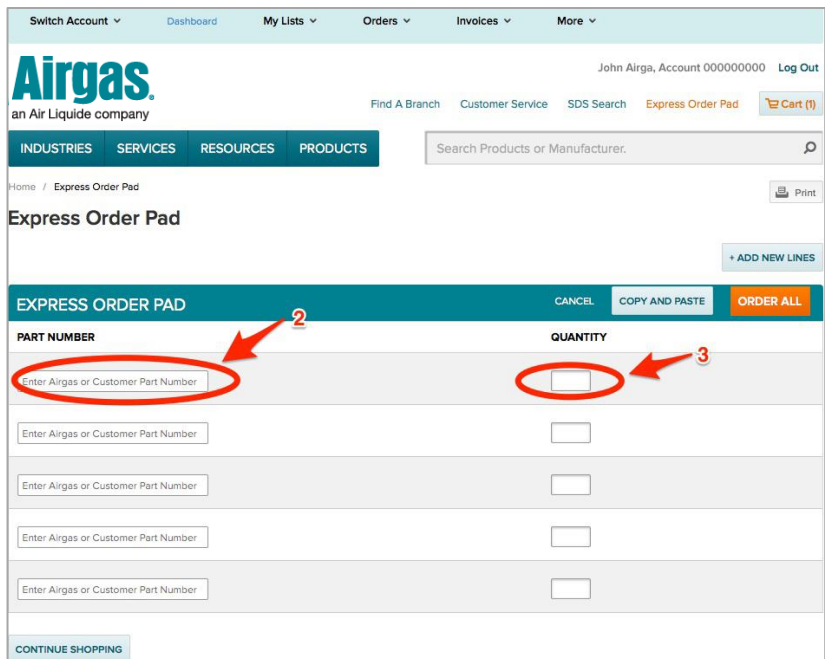 Switch Account Dashboard My Lists Orders Invoices More
John Airga, Account 000000000 Log Out
Airgas.
an Air Liquide company
Find A Branch Customer Service SDS Search Express Order Pad Cart (1)
INDUSTRIES SERVICES RESOURCES PRODUCTS Search Products or Manufacturer.
Home / Express Order Pad
Print
Express Order Pad
+ ADD NEW LINES
EXPRESS ORDER PAD CANCEL COPY AND PASTE ORDER ALL
2
PART NUMBER QUANTITY
3
Enter Airgas or Customer Part Number
Enter Airgas or Customer Part Number
Enter Airgas or Customer Part Number
Enter Airgas or Customer Part Number
Enter Airgas or Customer Part Number
CONTINUE SHOPPING